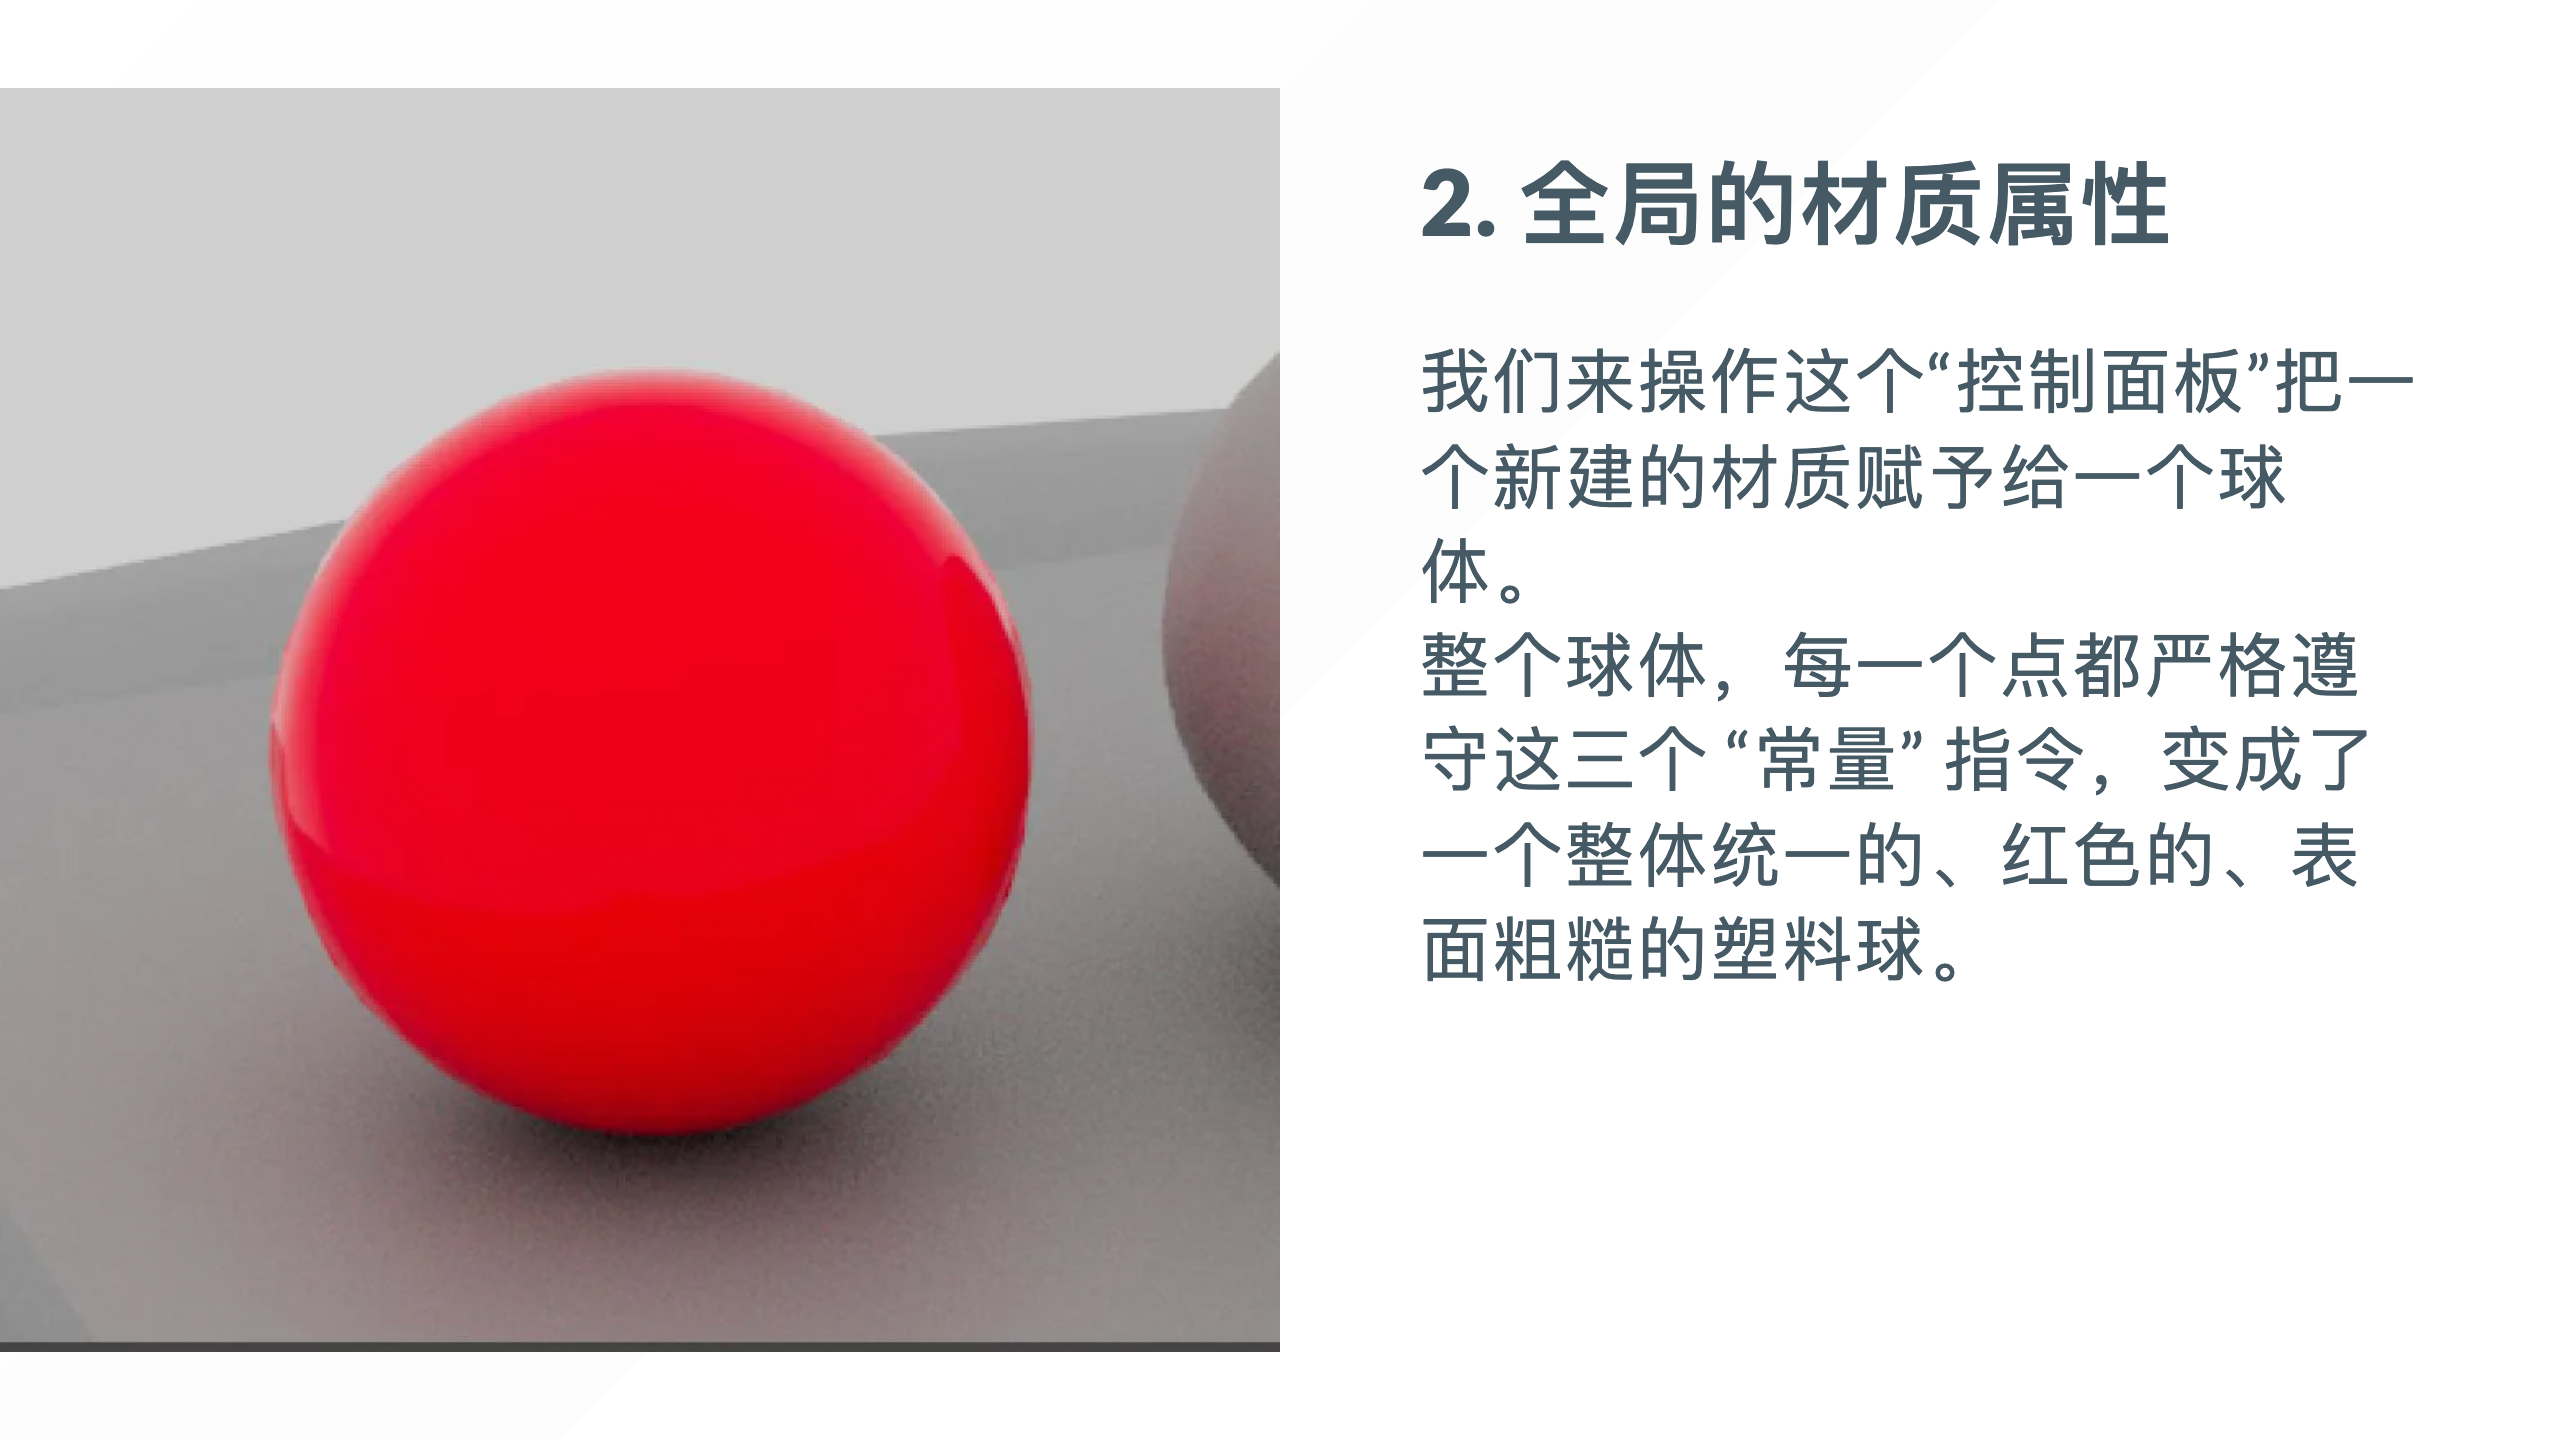 2. 全局的材质属性
我们来操作这个“控制面板”把一
个新建的材质赋予给一个球
体。
整个球体，每一个点都严格遵
守这三个 “常量” 指令，变成了
一个整体统一的、红色的、表
面粗糙的塑料球。